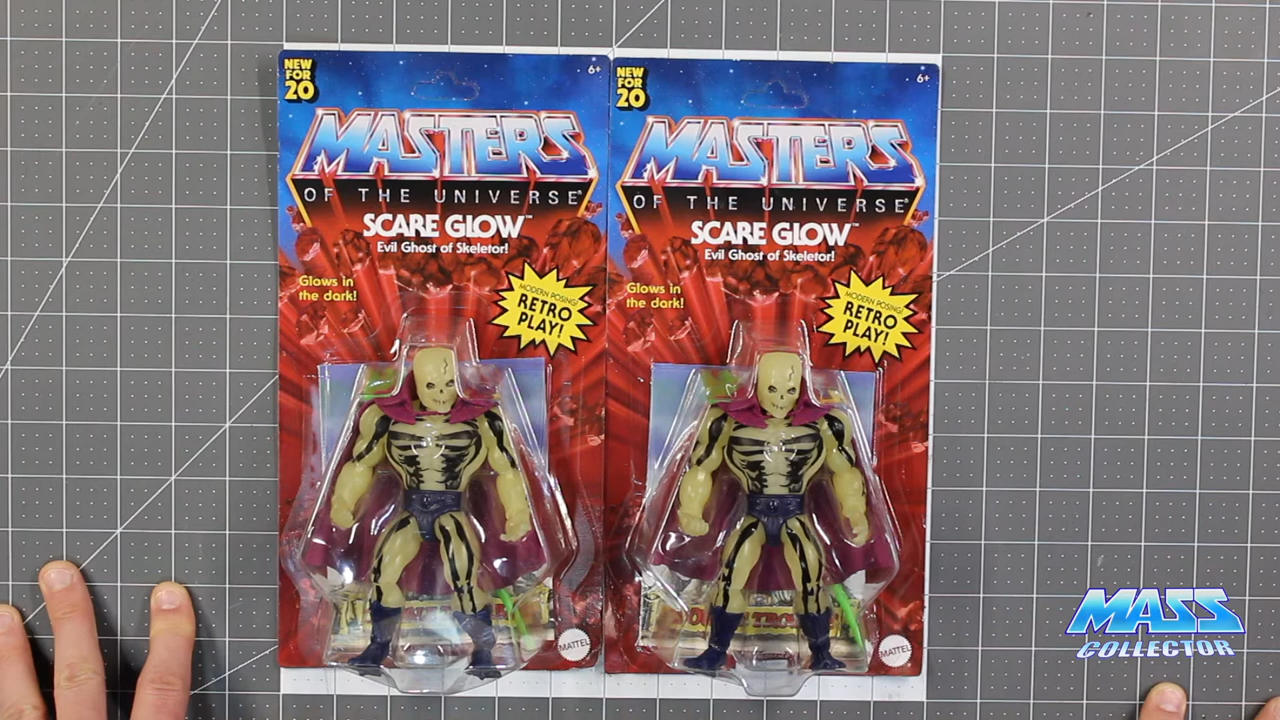 NEW
FOR
20
6+
MASTERS
OF THE UNIVERSE®
SCARE GLOW™
Evil Ghost of Skeletor!
Glows in
the dark!
MODERN POSING!
RETRO
PLAY!
MATTEL
NEW
FOR
20
6+
MASTERS
OF THE UNIVERSE®
SCARE GLOW™
Evil Ghost of Skeletor!
Glows in
the dark!
MODERN POSING!
RETRO
PLAY!
MATTEL
MASS
COLLECTOR